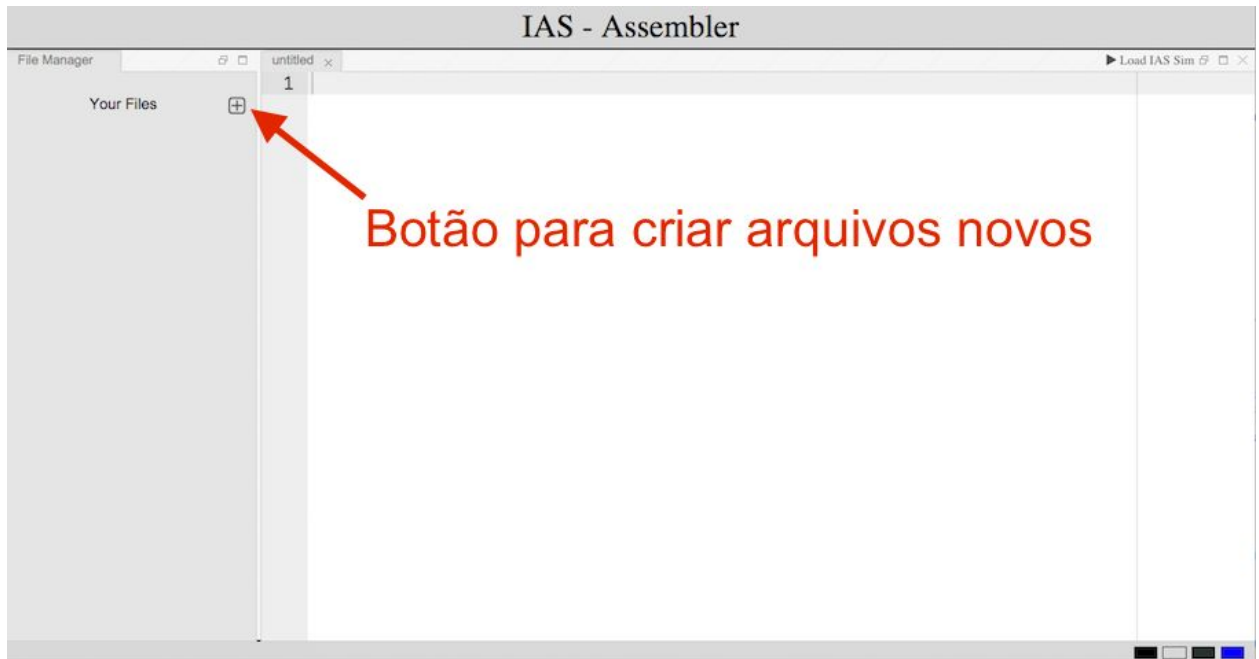 IAS - Assembler
File Manager
untitled
Load IAS Sim
1
Your Files
Botão para criar arquivos novos